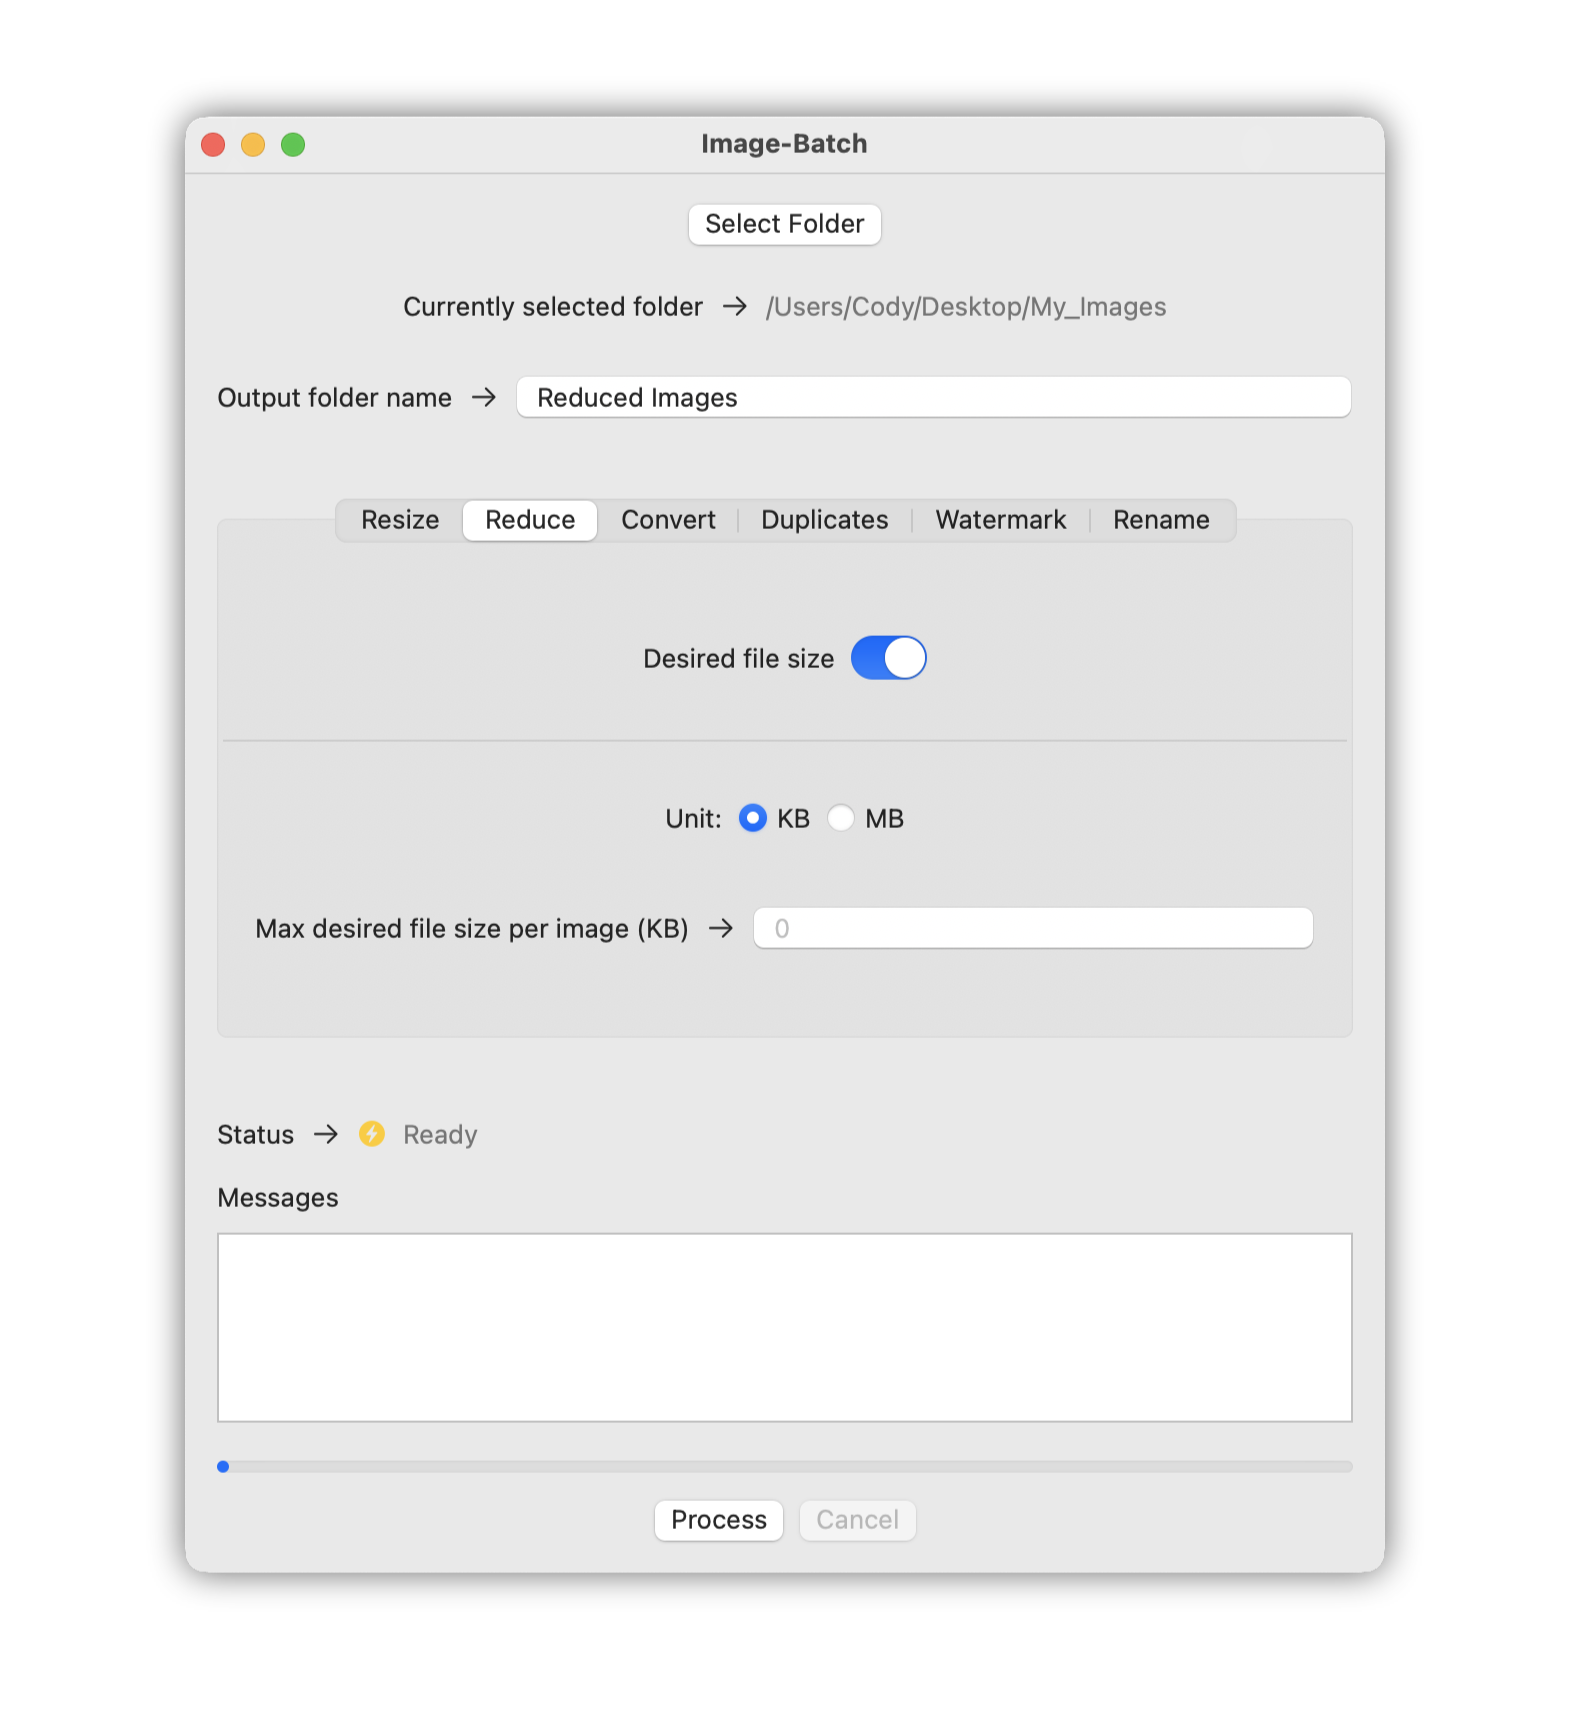 Image-Batch
Select Folder
Currently selected folder → /Users/Cody/Desktop/My_Images
Output folder name → Reduced Images
Resize Reduce Convert Duplicates Watermark Rename
Desired file size
Unit: KB MB
Max desired file size per image (KB) → 0
Status → Ready
Messages
Process Cancel